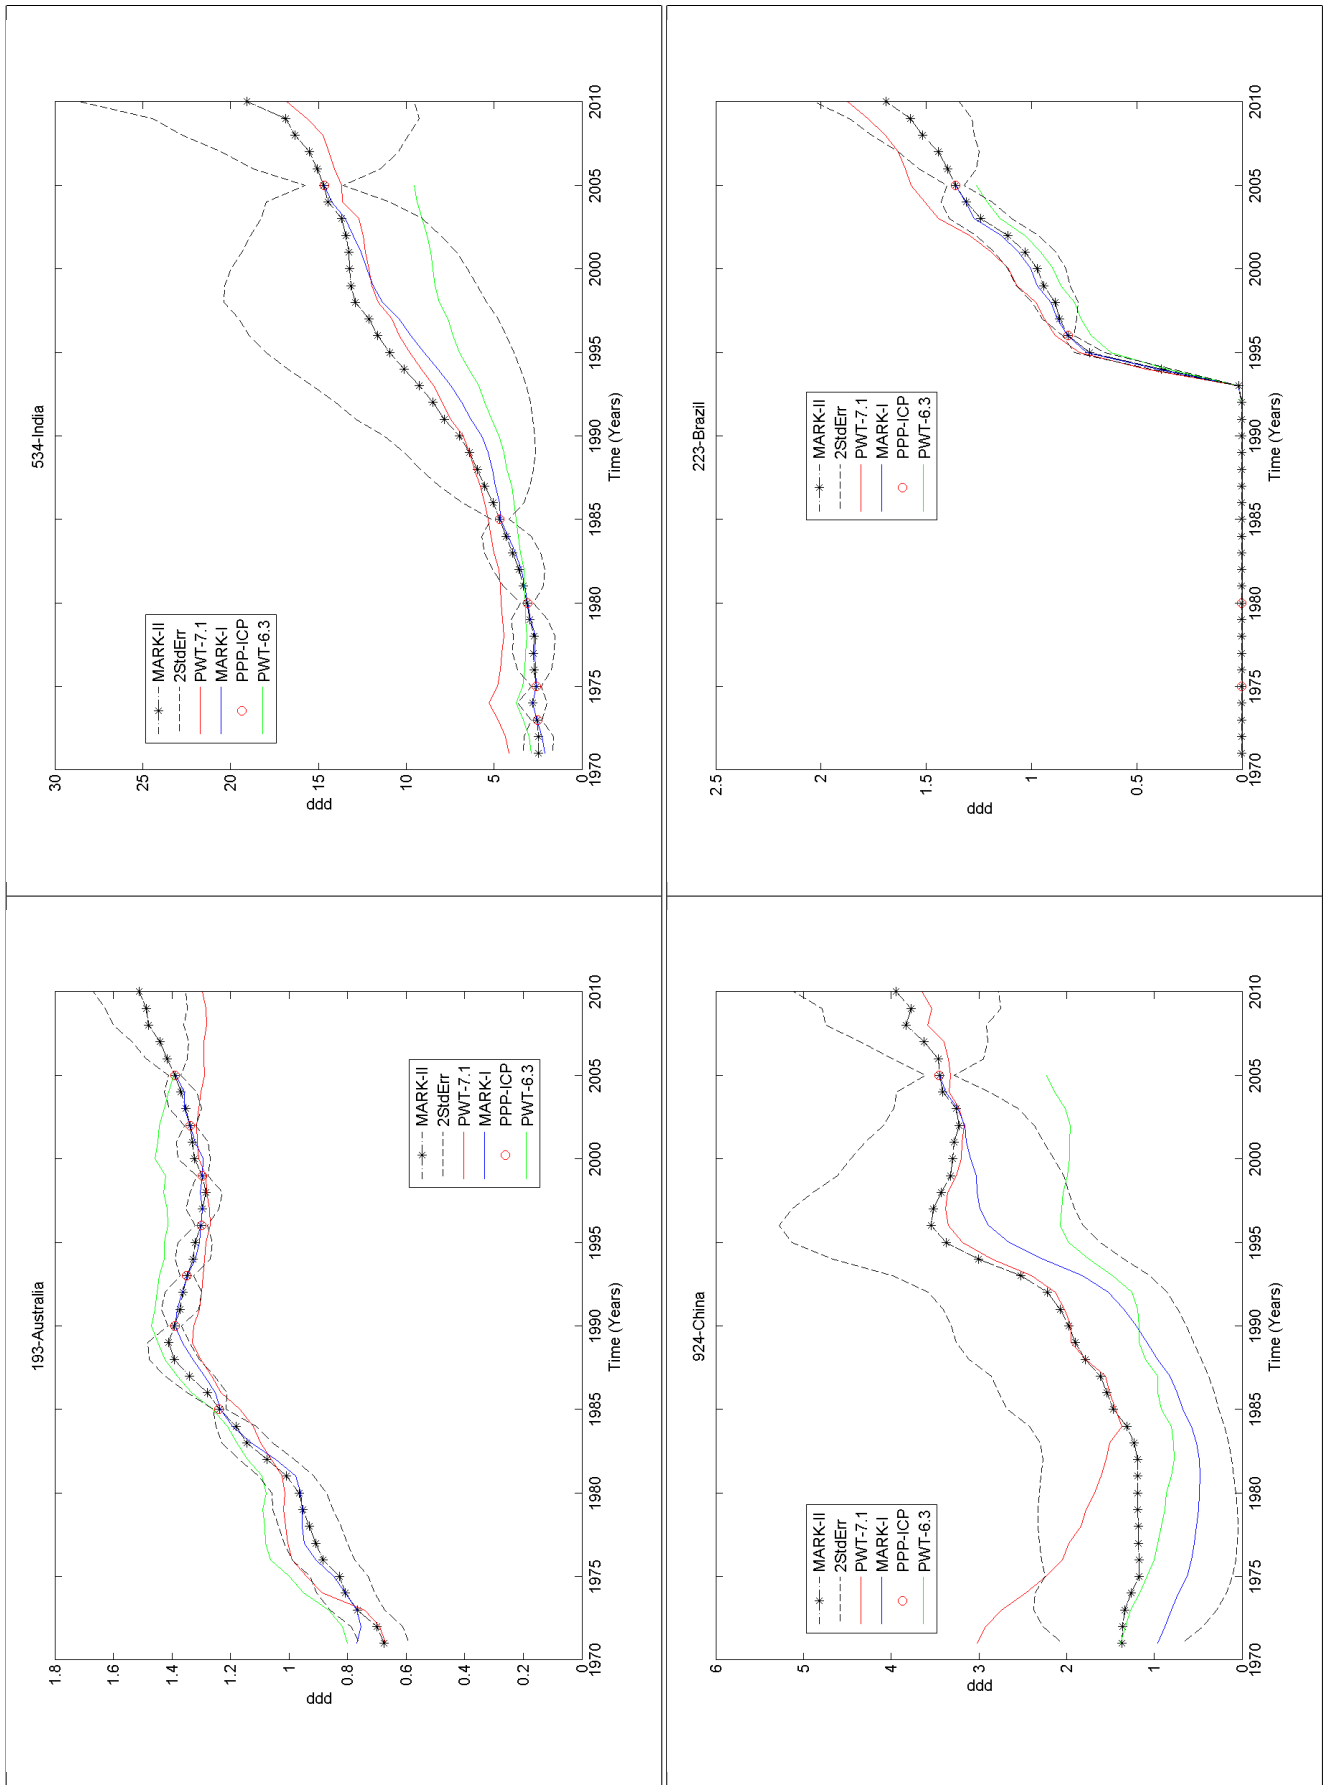 193-Australia
1.8
1.6
1.4
1.2
1
0.8
0.6
0.4
0.2
0
ppp
1970 1975 1980 1985 1990 1995 2000 2005 2010
Time (Years)
MARK-II
2StdErr
PWT-7.1
MARK-I
PPP-ICP
PWT-6.3
534-India
30
25
20
15
10
5
0
ppp
1970 1975 1980 1985 1990 1995 2000 2005 2010
Time (Years)
MARK-II
2StdErr
PWT-7.1
MARK-I
PPP-ICP
PWT-6.3
924-China
6
5
4
3
2
1
0
ppp
1970 1975 1980 1985 1990 1995 2000 2005 2010
Time (Years)
MARK-II
2StdErr
PWT-7.1
MARK-I
PPP-ICP
PWT-6.3
223-Brazil
2.5
2
1.5
1
0.5
0
ppp
1970 1975 1980 1985 1990 1995 2000 2005 2010
Time (Years)
MARK-II
2StdErr
PWT-7.1
MARK-I
PPP-ICP
PWT-6.3